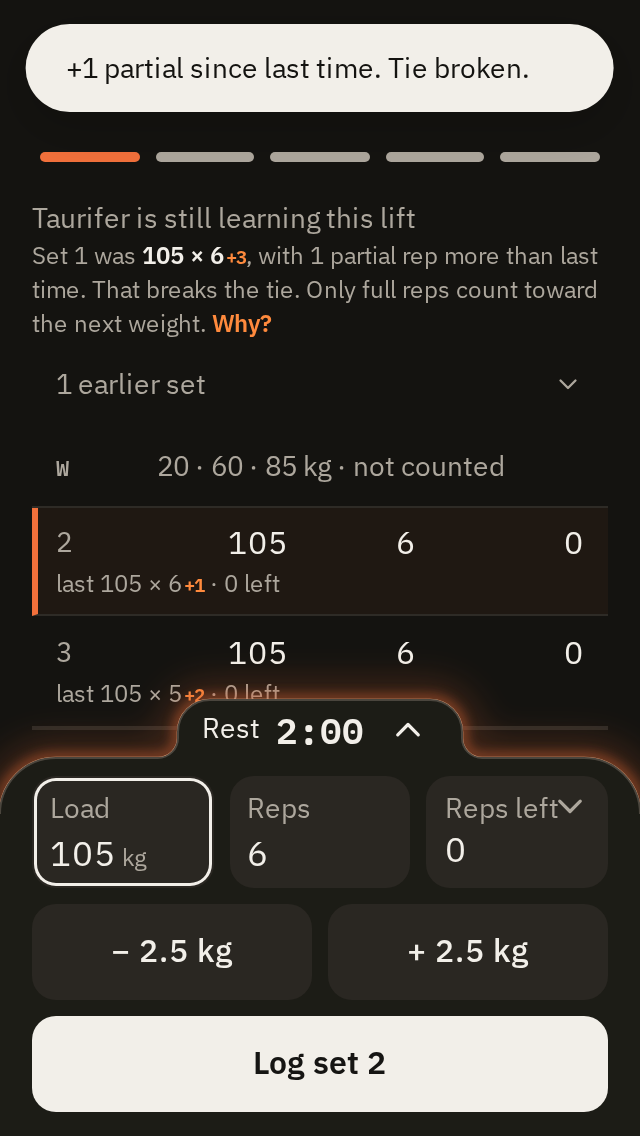 +1 partial since last time. Tie broken.
Taurifer is still learning this lift
Set 1 was 105 × 6 +3, with 1 partial rep more than last
time. That breaks the tie. Only full reps count toward
the next weight. Why?
1 earlier set
W 20 · 60 · 85 kg · not counted
2 105 6 0
last 105 × 6 +1 · 0 left
3 105 6 0
last 105 × 5 +2 · 0 left
Rest 2:00
Load Reps Reps left
105 kg 6 0
− 2.5 kg + 2.5 kg
Log set 2